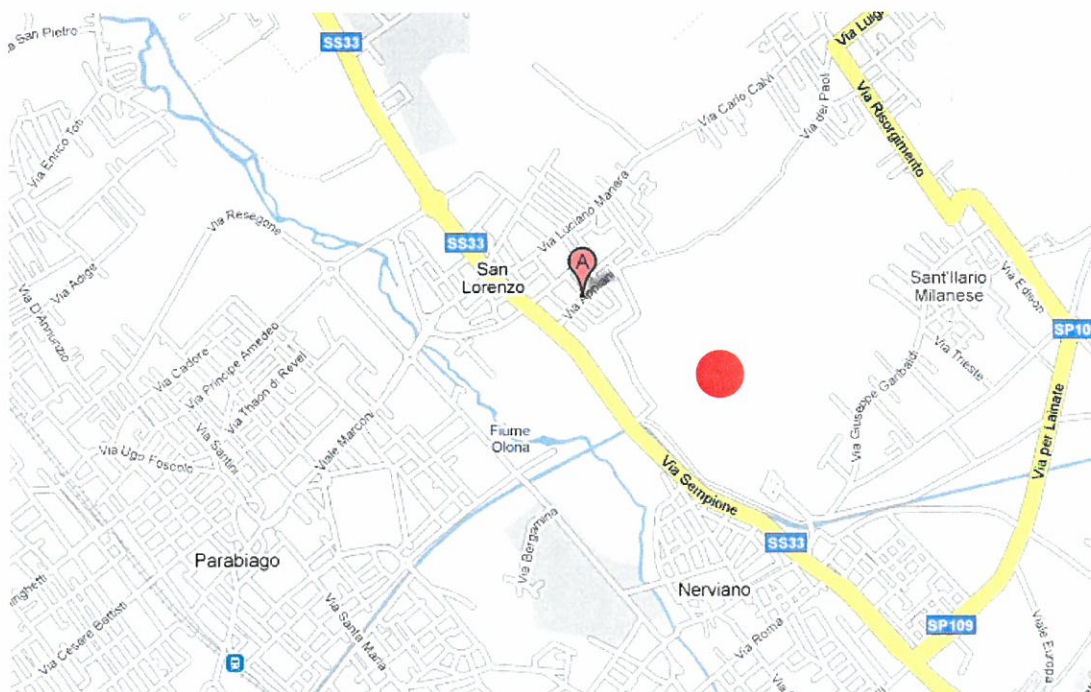 SS33
Via Luigi
Via San Pietro
Via Carlo Calvi
Via dei Paoli
Via Risorgimento
Via Enrico Toti
Via Luciano Manara
Via Resegone
SS33
San
Lorenzo
A
Via Adige
Via D'Annunzio
Sant'Ilario
Milanese
Via Edison
SP10
Via Cadore
Via Principe Amedeo
Via Thaon di Revel
Via Trieste
Via Giuseppe Garibaldi
Viale Marconi
Fiume
Olona
Via Ugo Foscolo
Via Santini
Via per Lainate
Via Sempione
Via Bergamina
SS33
Parabiago
Nerviano
inghetti
Via Cesare Battisti
Via Santa Maria
Via Roma
SP109
Viale Europa